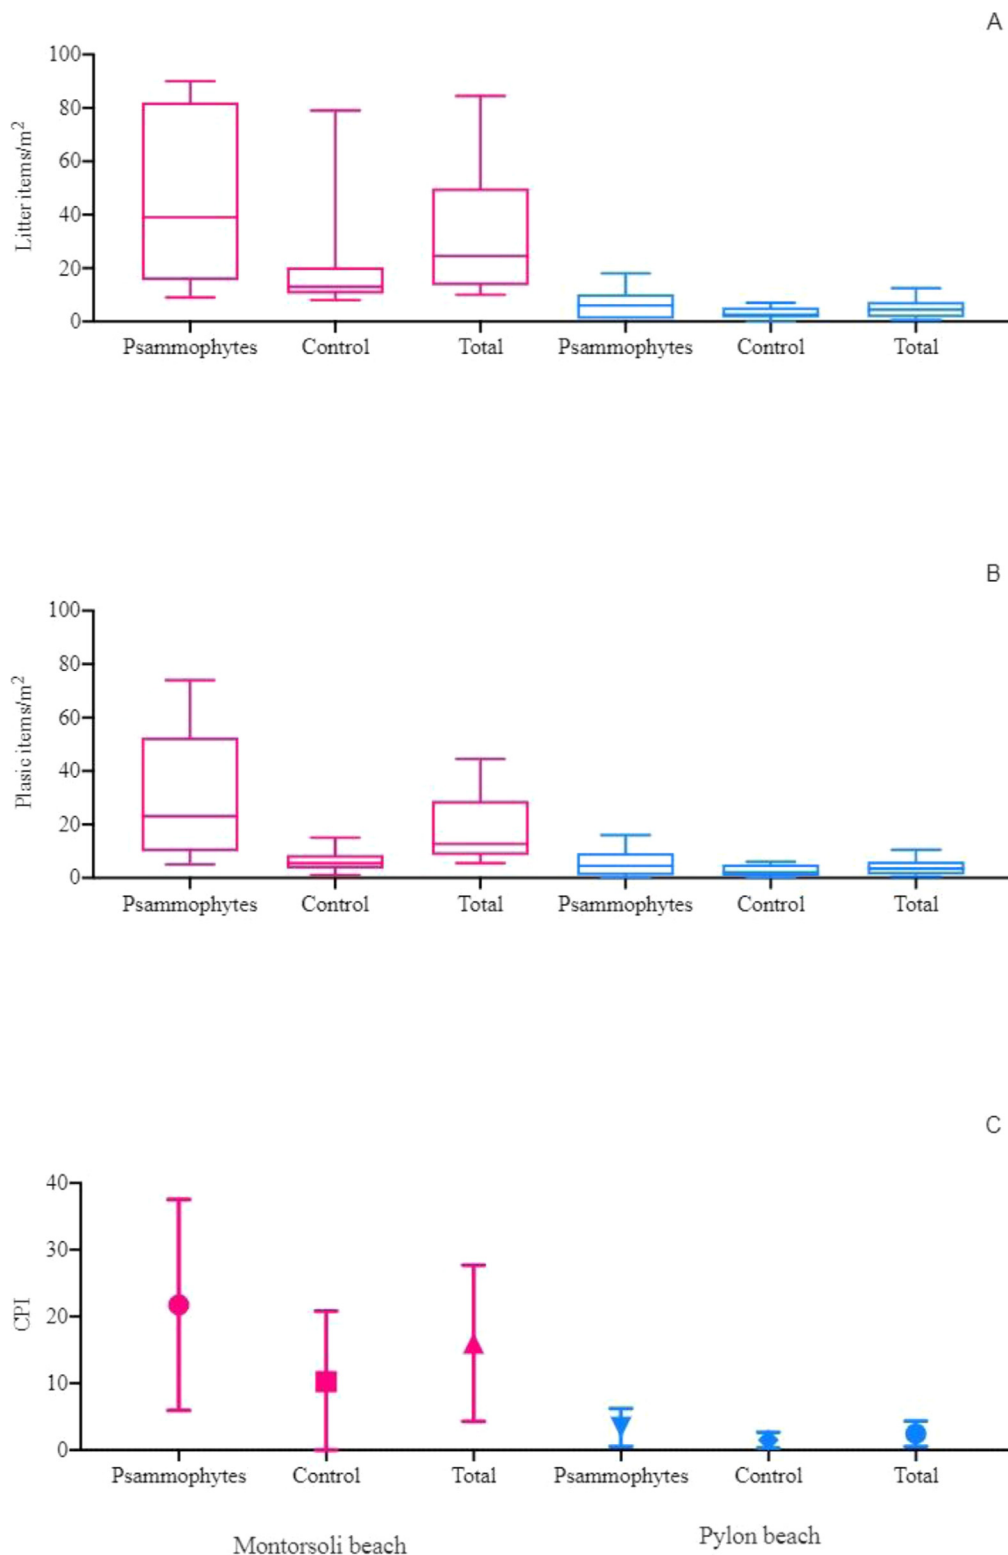 A
Litter items/m²
100
80
60
40
20
0
Psammophytes Control Total Psammophytes Control Total
B
Plasic items/m²
100
80
60
40
20
0
Psammophytes Control Total Psammophytes Control Total
C
CPI
40
30
20
10
0
Psammophytes Control Total Psammophytes Control Total
Montorsoli beach Pylon beach